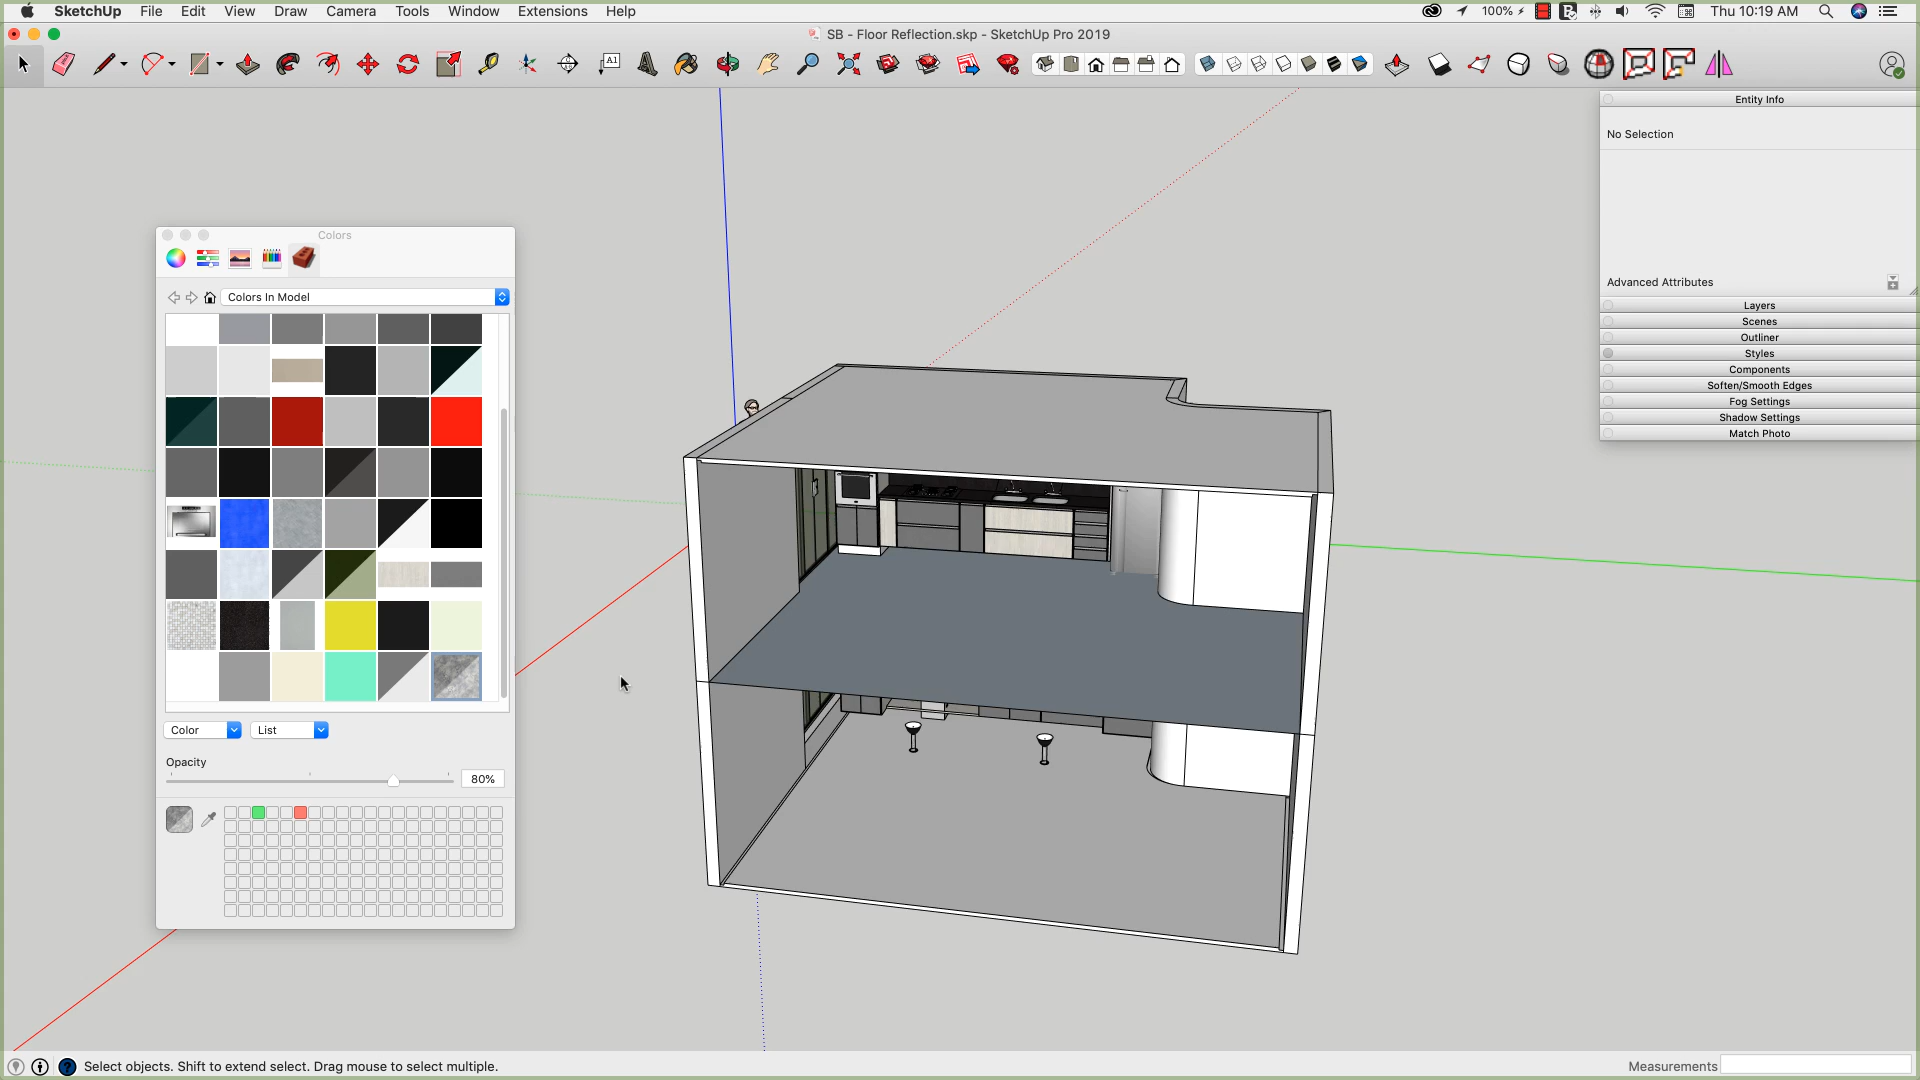 SketchUp File Edit View Draw Camera Tools Window Extensions Help
100% Thu 10:19 AM
SB - Floor Reflection.skp - SketchUp Pro 2019
A1
Entity Info
No Selection
Advanced Attributes
Layers
Scenes
Outliner
Styles
Components
Soften/Smooth Edges
Fog Settings
Shadow Settings
Match Photo
Colors
Colors In Model
Color List
Opacity
80%
Select objects. Shift to extend select. Drag mouse to select multiple.
Measurements